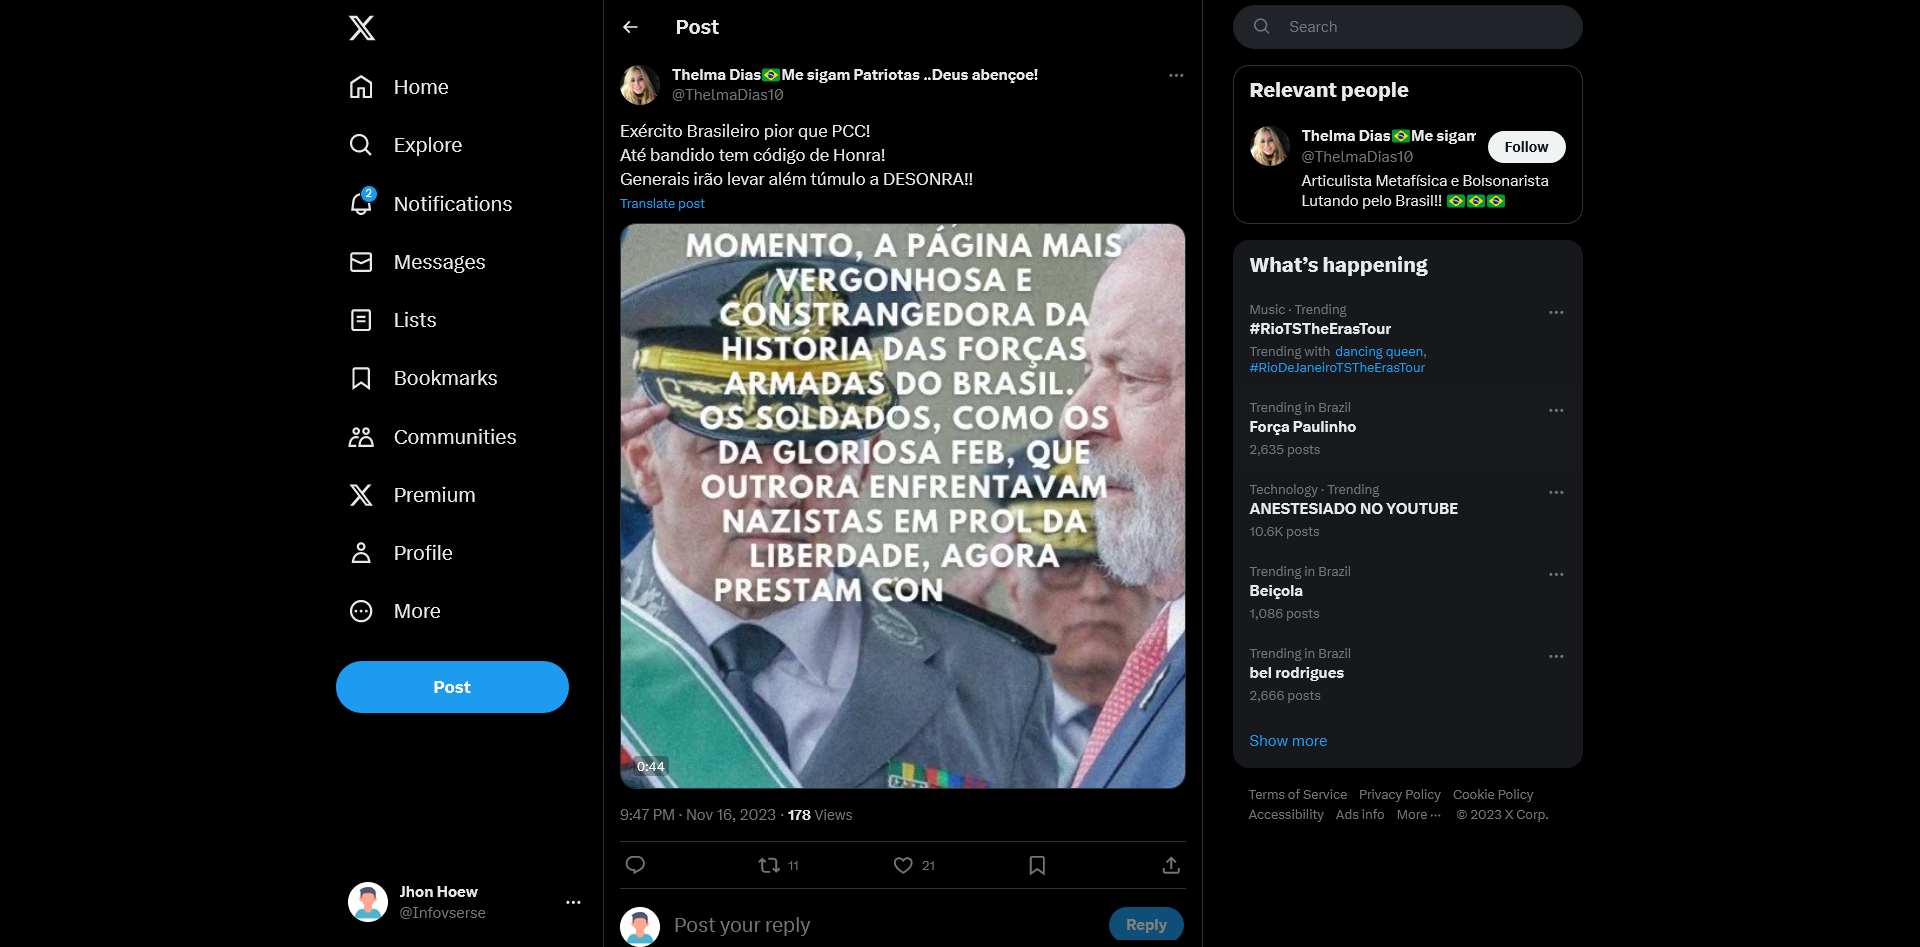 Home
Explore
2
Notifications
Messages
Lists
Bookmarks
Communities
Premium
Profile
More
Post
Jhon Hoew
@Infovserse
Post
Thelma Dias🇧🇷Me sigam Patriotas ..Deus abençoe!
@ThelmaDias10
Exército Brasileiro pior que PCC!
Até bandido tem código de Honra!
Generais irão levar além túmulo a DESONRA!!
Translate post
MOMENTO, A PÁGINA MAIS
VERGONHOSA E
CONSTRANGEDORA DA
HISTÓRIA DAS FORÇAS
ARMADAS DO BRASIL.
OS SOLDADOS, COMO OS
DA GLORIOSA FEB, QUE
OUTRORA ENFRENTAVAM
NAZISTAS EM PROL DA
LIBERDADE, AGORA
PRESTAM CON
0:44
9:47 PM · Nov 16, 2023 · 178 Views
11
21
Post your reply
Reply
Search
Relevant people
Thelma Dias🇧🇷Me sigam
@ThelmaDias10
Follow
Articulista Metafísica e Bolsonarista
Lutando pelo Brasil!! 🇧🇷🇧🇷🇧🇷
What's happening
Music · Trending
#RioTSTheErasTour
Trending with dancing queen,
#RioDeJaneiroTSTheErasTour
Trending in Brazil
Força Paulinho
2,635 posts
Technology · Trending
ANESTESIADO NO YOUTUBE
10.6K posts
Trending in Brazil
Beiçola
1,086 posts
Trending in Brazil
bel rodrigues
2,666 posts
Show more
Terms of Service Privacy Policy Cookie Policy
Accessibility Ads info More ··· © 2023 X Corp.